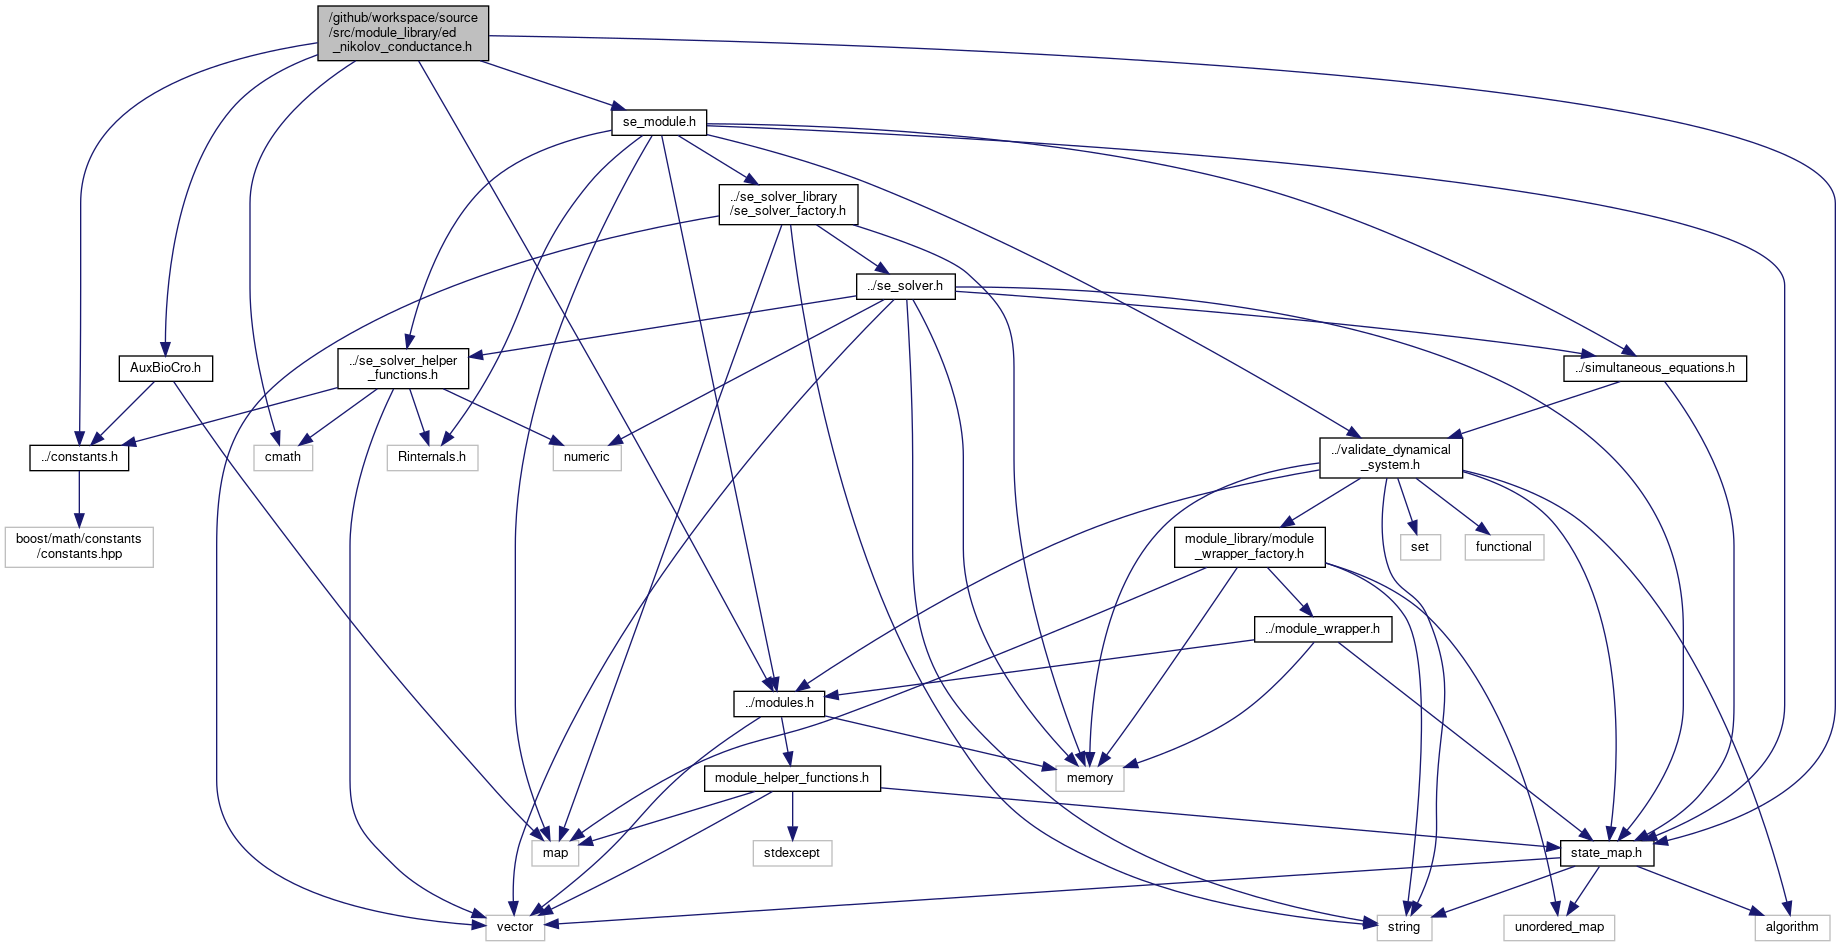 /github/workspace/source
/src/module_library/ed
_nikolov_conductance.h
se_module.h
../se_solver_library
/se_solver_factory.h
../se_solver.h
../se_solver_helper
_functions.h
AuxBioCro.h
../simultaneous_equations.h
../constants.h
cmath
Rinternals.h
numeric
../validate_dynamical
_system.h
boost/math/constants
/constants.hpp
module_library/module
_wrapper_factory.h
set
functional
../module_wrapper.h
../modules.h
module_helper_functions.h
memory
map
stdexcept
state_map.h
vector
string
unordered_map
algorithm